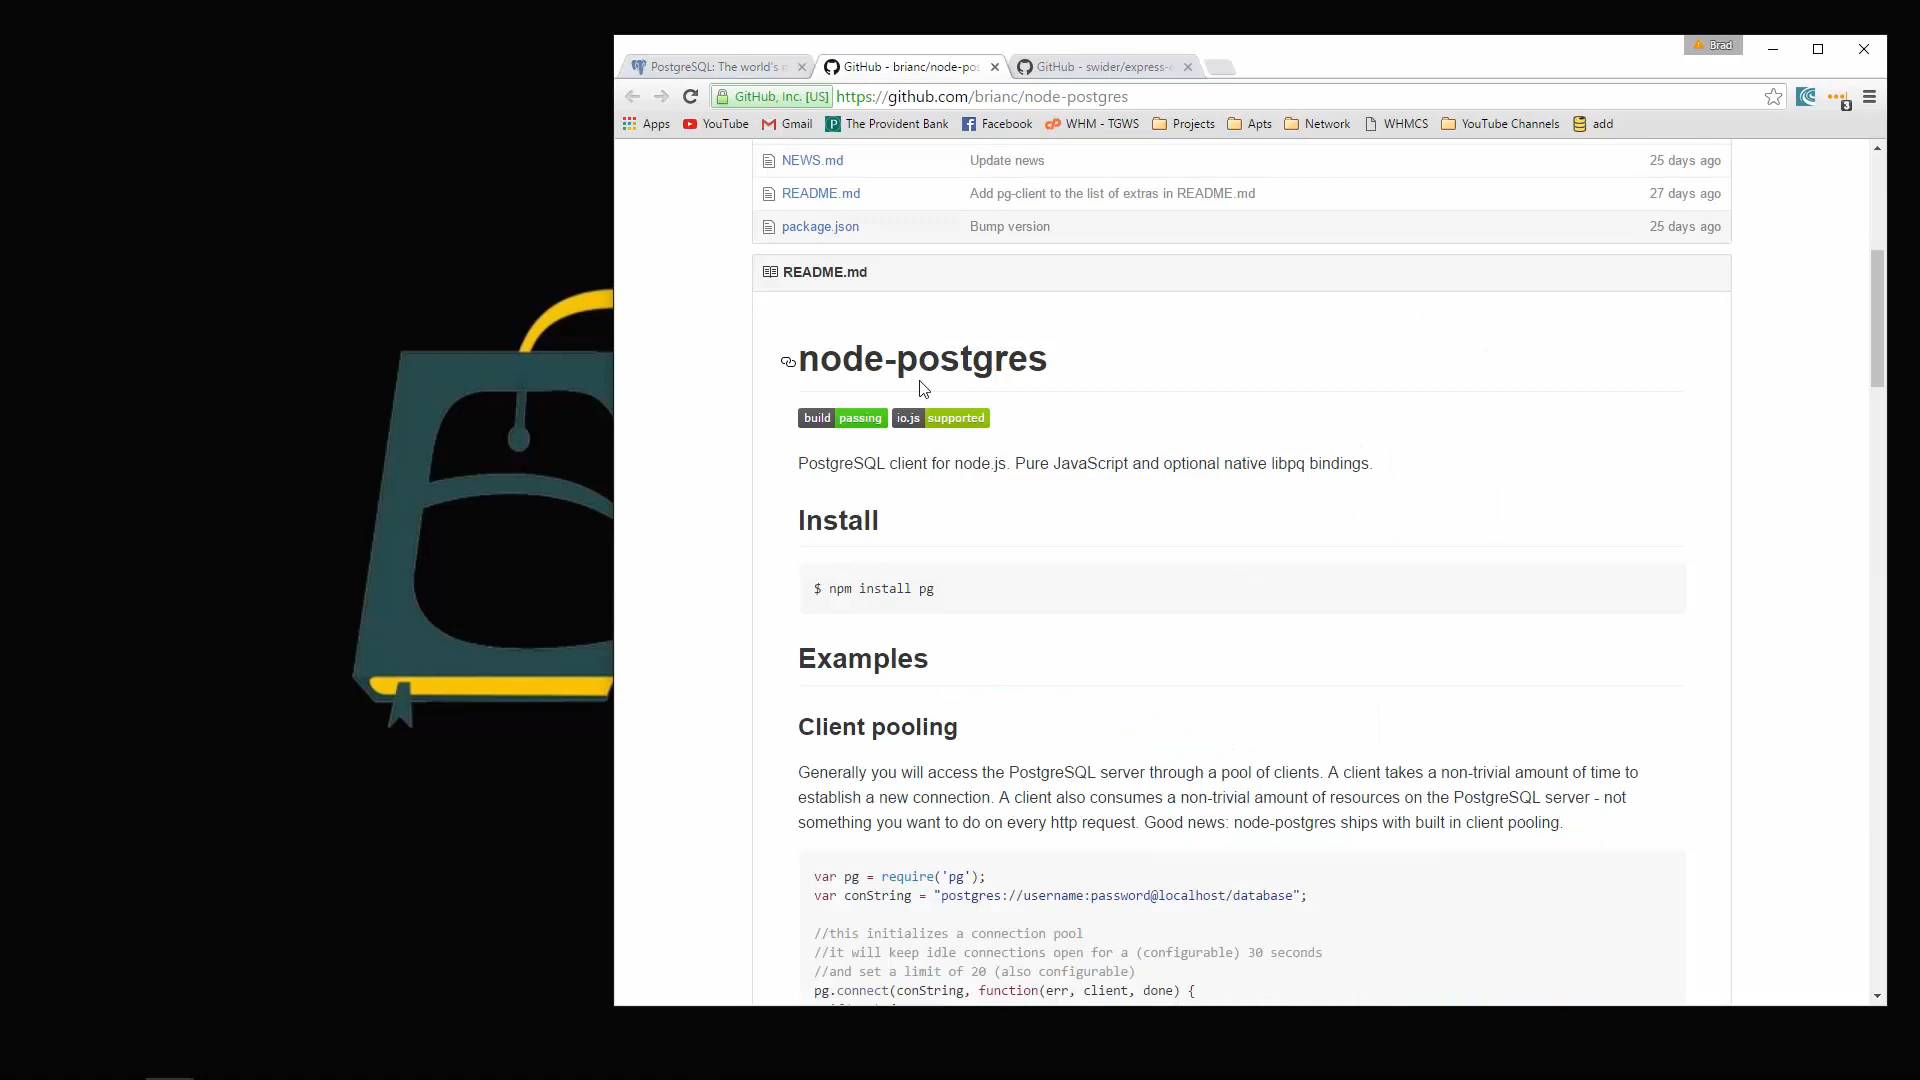 Brad
PostgreSQL: The world's
GitHub - brianc/node-pos
GitHub - swider/express-
GitHub, Inc. [US] https://github.com/brianc/node-postgres
3
Apps YouTube Gmail The Provident Bank Facebook WHM - TGWS Projects Apts Network WHMCS YouTube Channels add
NEWS.md Update news 25 days ago
README.md Add pg-client to the list of extras in README.md 27 days ago
package.json Bump version 25 days ago
README.md
node-postgres
build passing io.js supported
PostgreSQL client for node.js. Pure JavaScript and optional native libpq bindings.
Install
$ npm install pg
Examples
Client pooling
Generally you will access the PostgreSQL server through a pool of clients. A client takes a non-trivial amount of time to
establish a new connection. A client also consumes a non-trivial amount of resources on the PostgreSQL server - not
something you want to do on every http request. Good news: node-postgres ships with built in client pooling.
var pg = require('pg');
var conString = "postgres://username:password@localhost/database";
//this initializes a connection pool
//it will keep idle connections open for a (configurable) 30 seconds
//and set a limit of 20 (also configurable)
pg.connect(conString, function(err, client, done) {